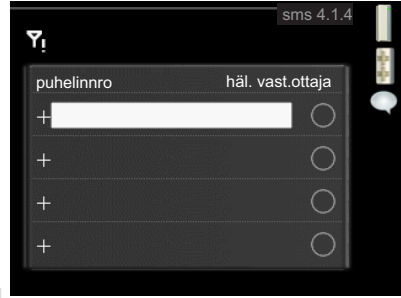 sms 4.1.4
puhelinnro häl. vast.ottaja
+
+
+
+